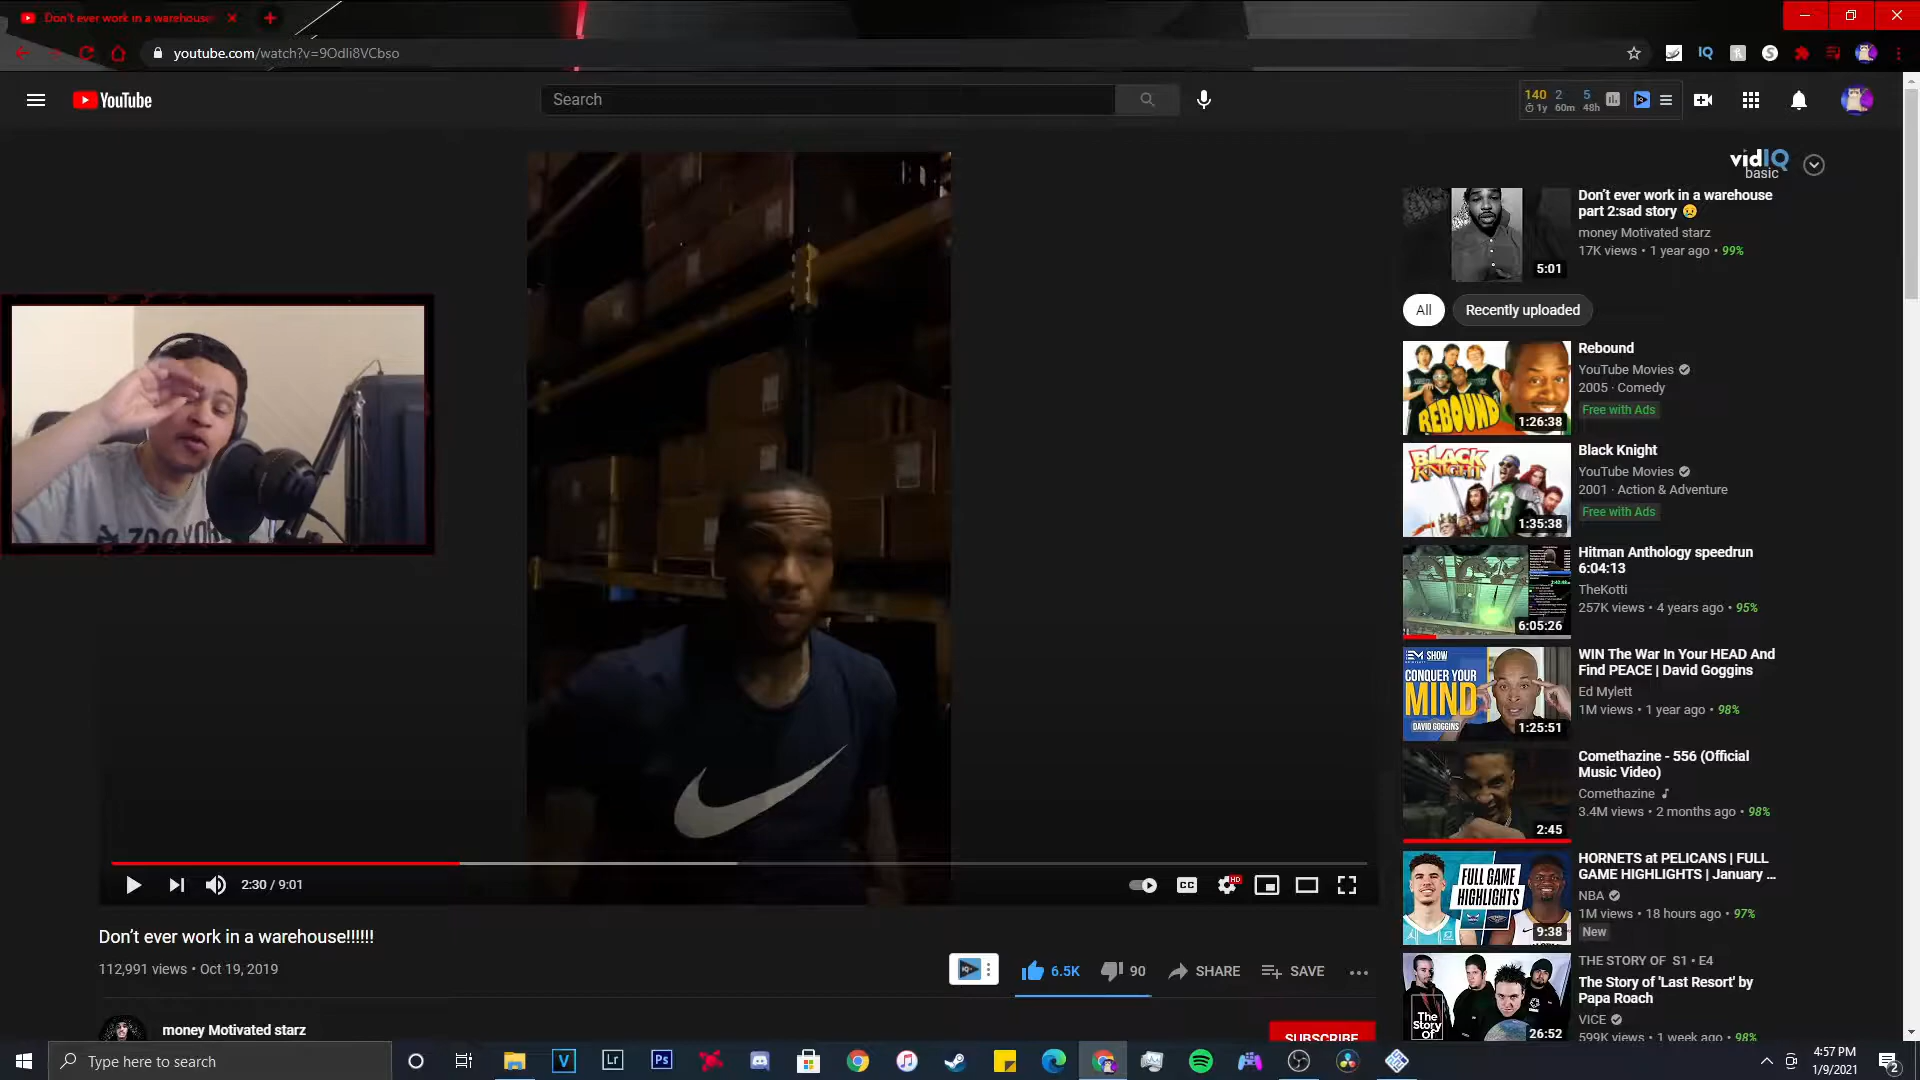 Don't ever work in a warehouse
youtube.com/watch?v=9Odli8VCbso
IQ
YouTube
Search
140 2 5
1y 60m 48h
vidIQ
basic
Don't ever work in a warehouse
part 2:sad story 😢
money Motivated starz
17K views • 1 year ago • 99%
5:01
All
Recently uploaded
Rebound
YouTube Movies
2005 · Comedy
Free with Ads
REBOUND
1:26:38
Black Knight
YouTube Movies
2001 · Action & Adventure
Free with Ads
BLACK KNIGHT
1:35:38
Hitman Anthology speedrun
6:04:13
TheKotti
257K views • 4 years ago • 95%
6:05:26
WIN The War In Your HEAD And
Find PEACE | David Goggins
Ed Mylett
1M views • 1 year ago • 98%
EM SHOW
CONQUER YOUR
MIND
DAVID GOGGINS
1:25:51
Comethazine - 556 (Official
Music Video)
Comethazine
3.4M views • 2 months ago • 98%
2:45
HORNETS at PELICANS | FULL
GAME HIGHLIGHTS | January ...
NBA
1M views • 18 hours ago • 97%
New
FULL GAME
HIGHLIGHTS
9:38
THE STORY OF S1 • E4
The Story of 'Last Resort' by
Papa Roach
VICE
599K views • 1 week ago • 98%
The
Story
Of
26:52
2:30 / 9:01
CC
HD
Don't ever work in a warehouse!!!!!!
112,991 views • Oct 19, 2019
6.5K
90
SHARE
SAVE
money Motivated starz
SUBSCRIBE
Type here to search
V
Lr
Ps
4:57 PM
1/9/2021
2